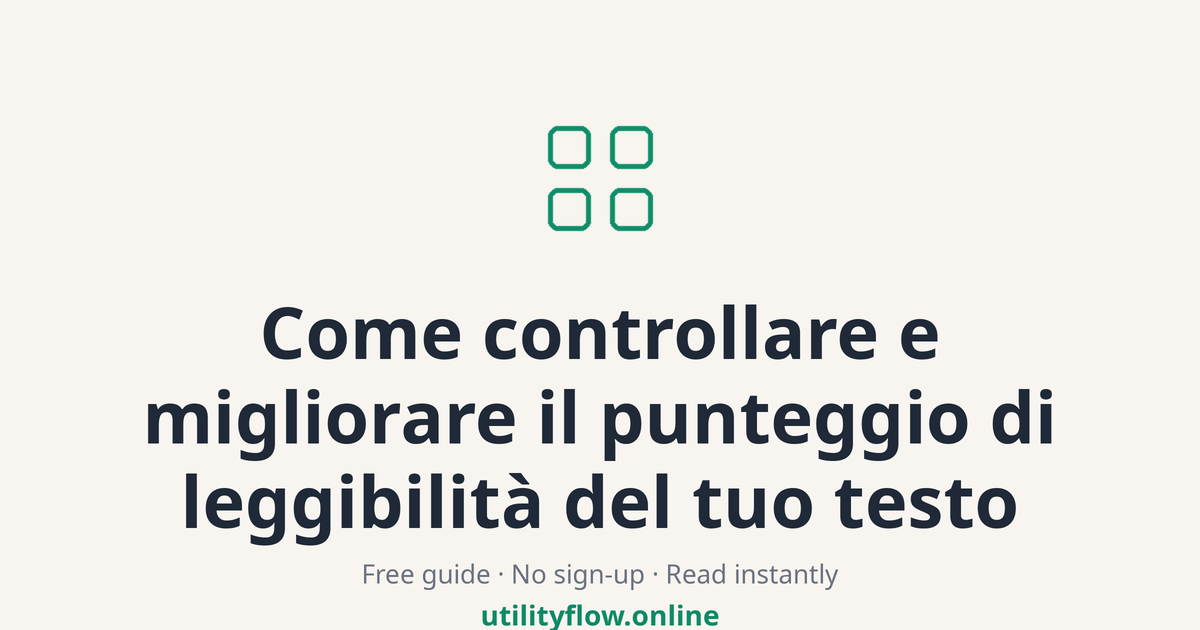 Come controllare e
migliorare il punteggio di
leggibilità del tuo testo
Free guide · No sign-up · Read instantly
utilityflow.online